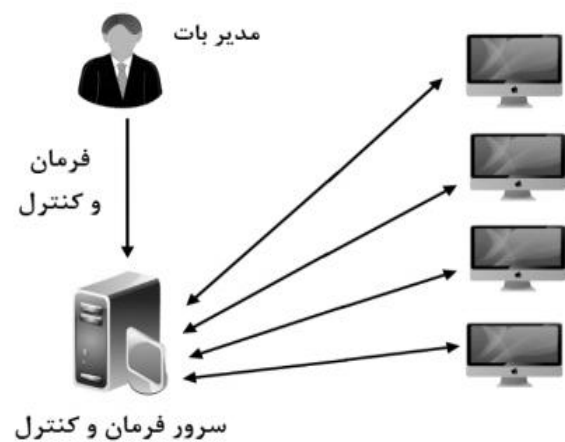 مدیر بات
فرمان
و کنترل
سرور فرمان و کنترل